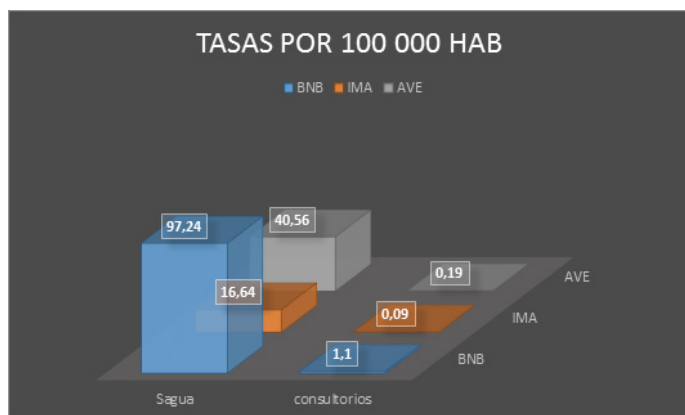 TASAS POR 100 000 HAB
BNB IMA AVE
97,24
40,56
16,64
0,19
0,09
1,1
AVE
IMA
BNB
Sagua consultorios